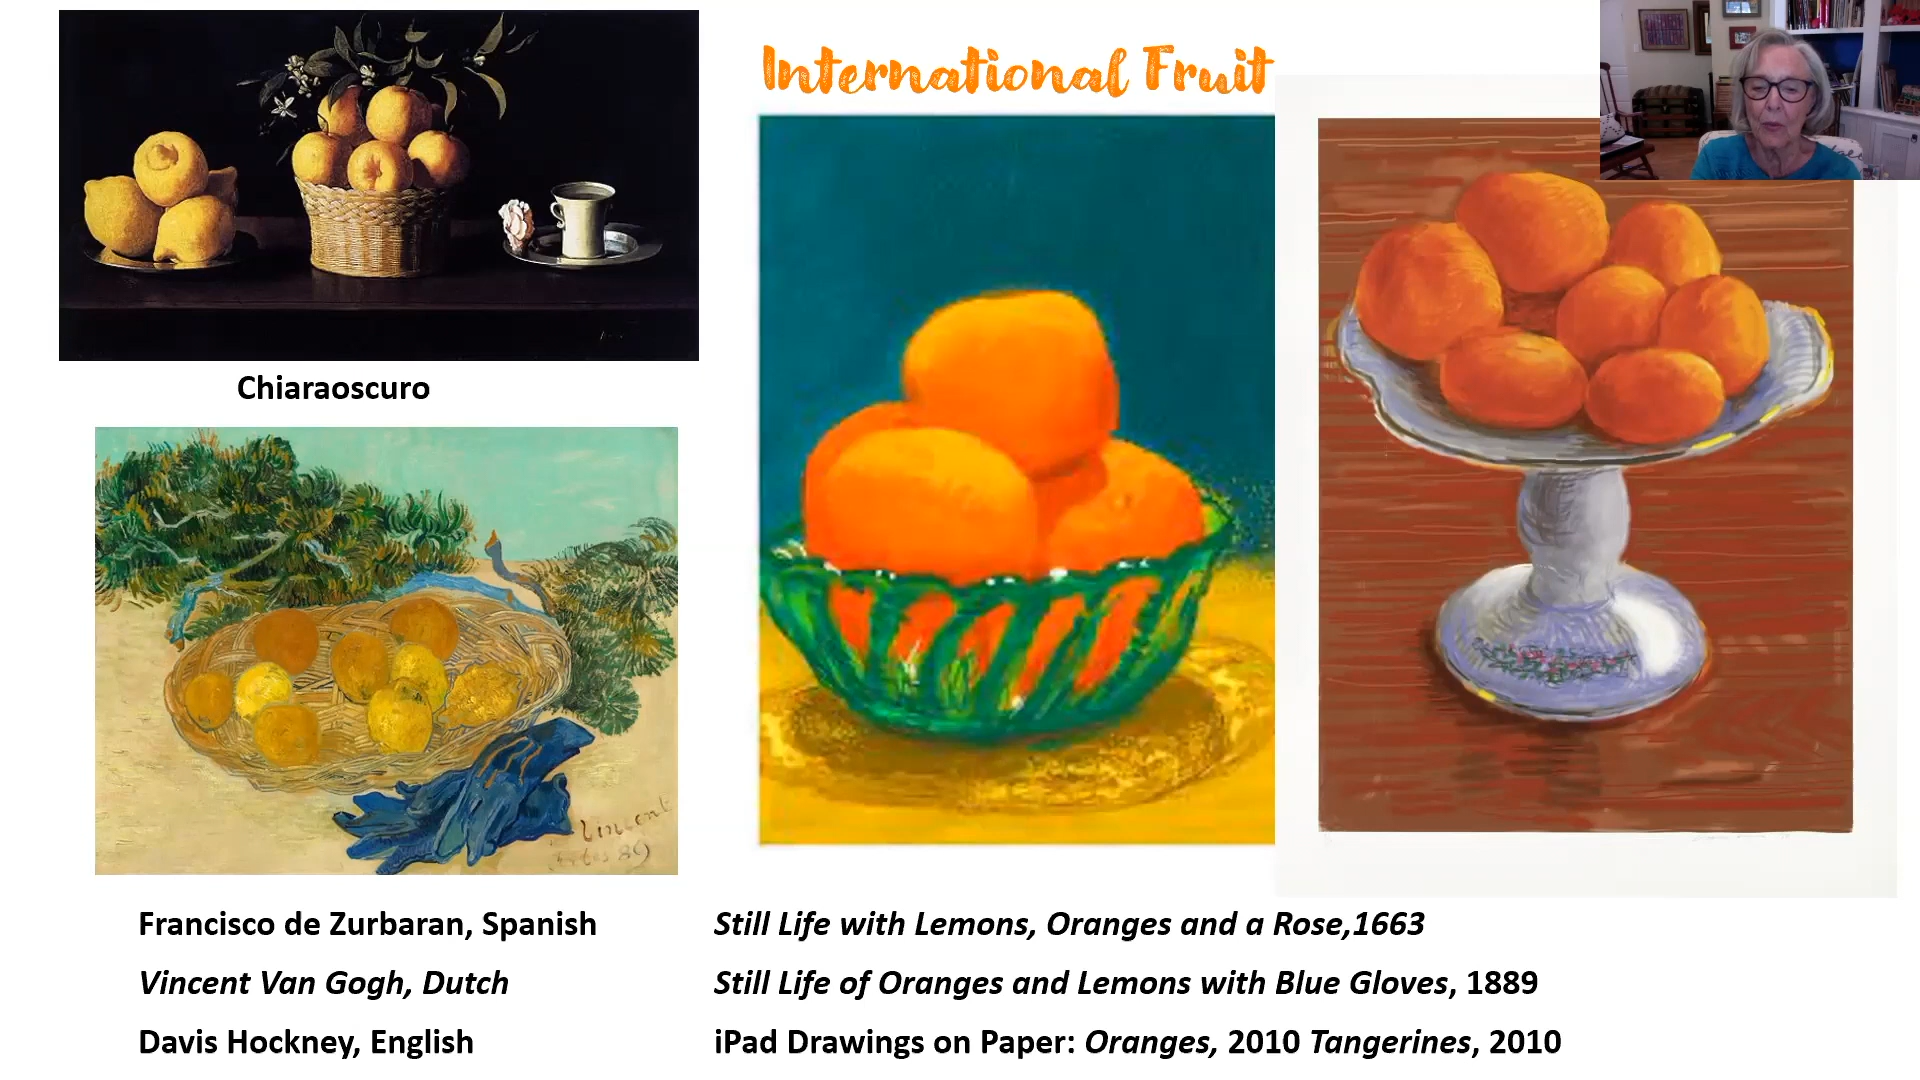 International Fruit
Chiaraoscuro
Vincent
89
Francisco de Zurbaran, Spanish
Still Life with Lemons, Oranges and a Rose,1663
Vincent Van Gogh, Dutch
Still Life of Oranges and Lemons with Blue Gloves, 1889
Davis Hockney, English
iPad Drawings on Paper: Oranges, 2010 Tangerines, 2010